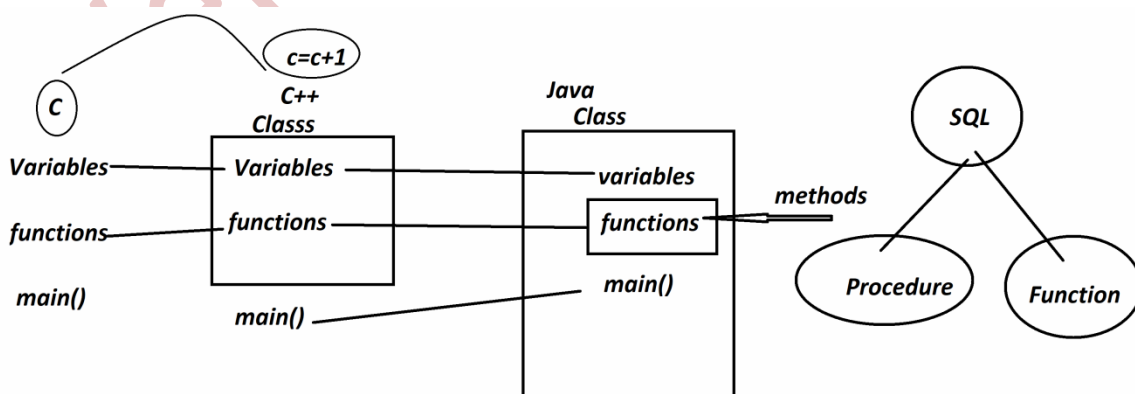 c=c+1
C
C++
Classs
Java
Class
SQL
Variables
Variables
variables
methods
functions
functions
functions
main()
main()
main()
Procedure
Function